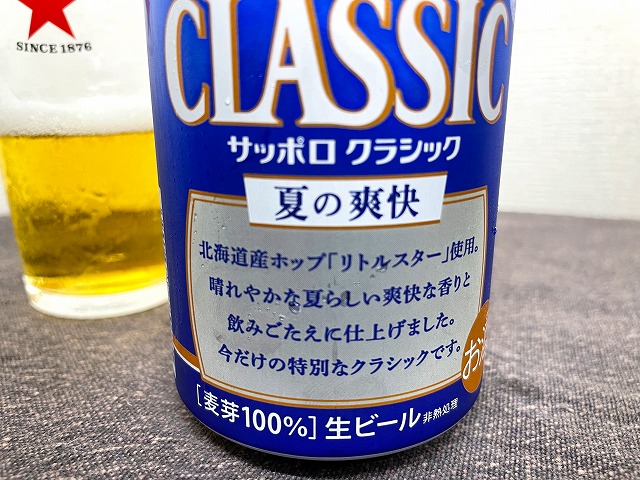 SINCE 1876
CLASSIC
サッポロ クラシック
夏の爽快
北海道産ホップ「リトルスター」使用。
晴れやかな夏らしい爽快な香りと
飲みごたえに仕上げました。
今だけの特別なクラシックです。
[麦芽100%]生ビール 非熱処理